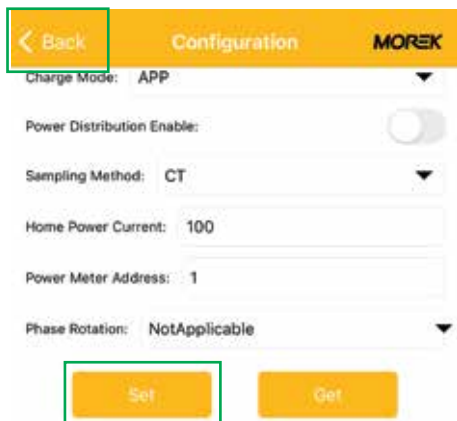 Back Configuration MOREK
Charge Mode: APP
Power Distribution Enable:
Sampling Method: CT
Home Power Current: 100
Power Meter Address: 1
Phase Rotation: NotApplicable
Set Get